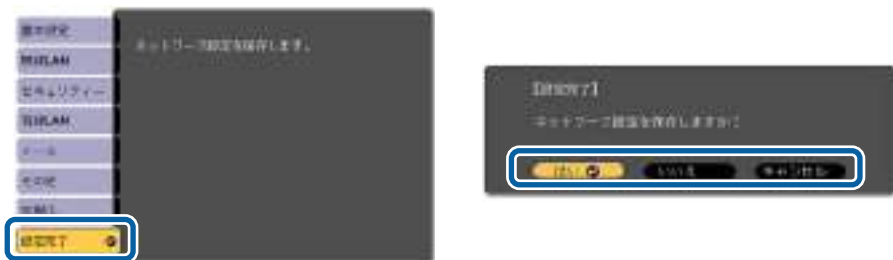 基本設定
無線LAN
セキュリティー
有線LAN
メール
その他
設定完了
ネットワーク設定を保存します。
【設定完了】
ネットワーク設定を保存しますか？
はい
いいえ
キャンセル